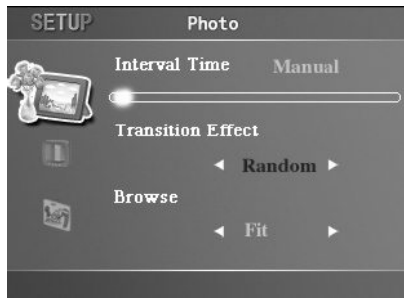 SETUP Photo
Interval Time Manual
Transition Effect
Random
Browse
Fit